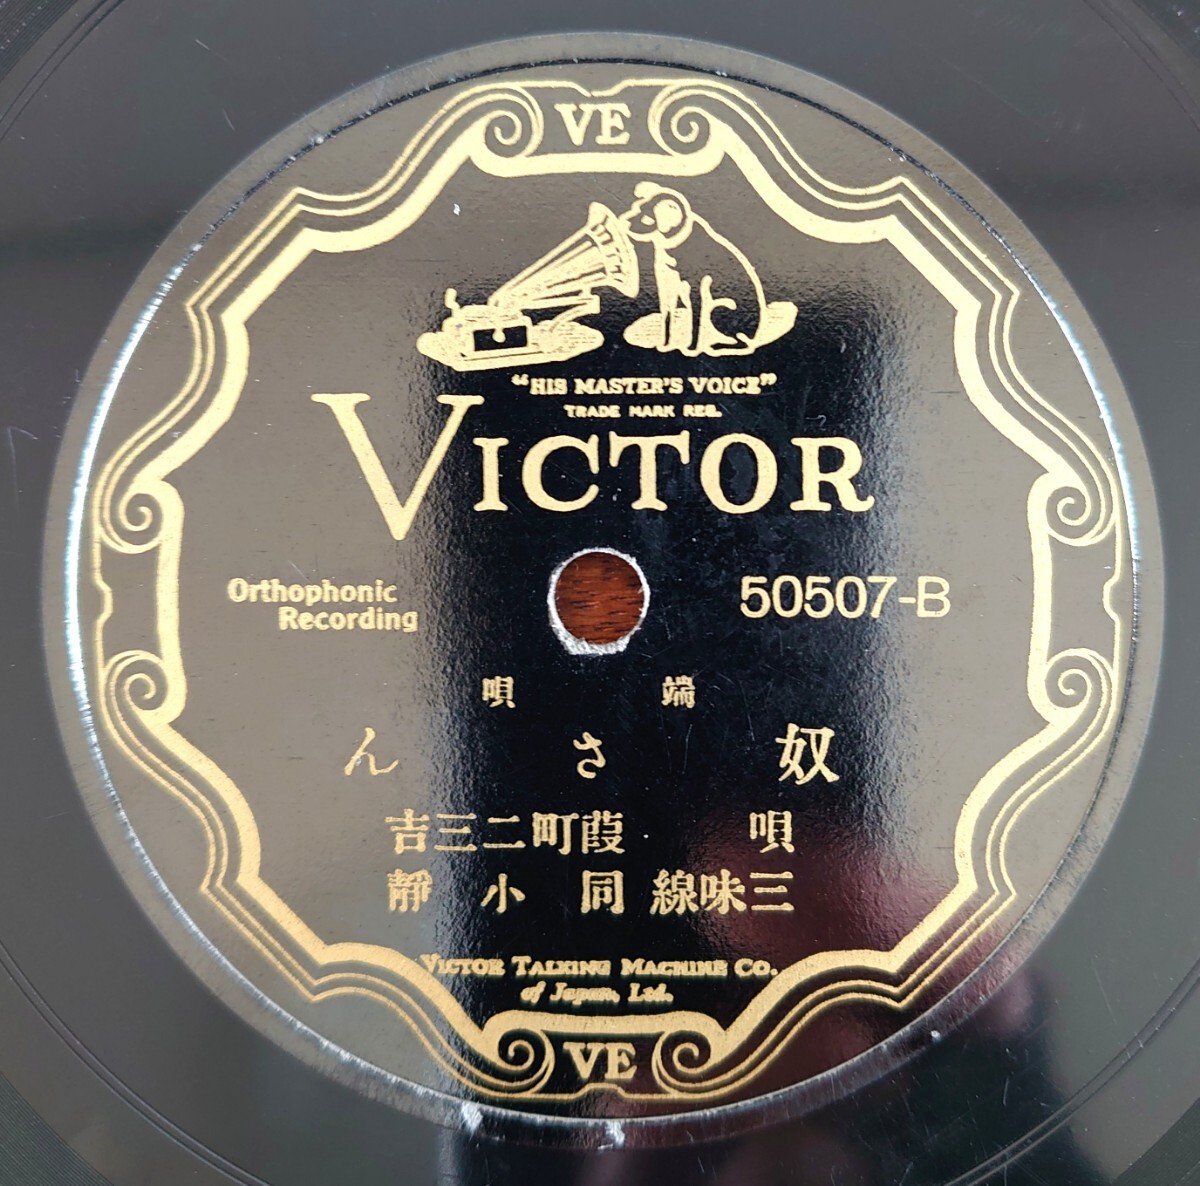 VE
"HIS MASTER'S VOICE"
TRADE MARK REG.
VICTOR
Orthophonic
Recording
50507-B
端唄
奴さん
唄 葭町二三吉
三味線 同 小靜
VICTOR TALKING MACHINE CO.
of Japan, Ltd.
VE